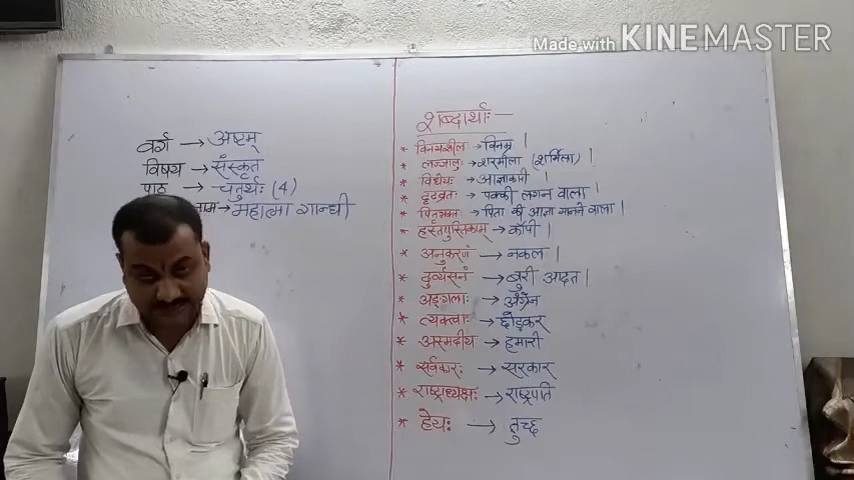 Made with KINEMASTER
वर्ग → अष्टम्
विषय → संस्कृत
पाठ → चतुर्थः (4)
नाम → महात्मा गान्धी
शब्दार्थाः —
* विनयशील → विनम्र |
* लज्जालुः → शरमीला (शर्मिला) |
* विधेयः → आज्ञाकारी |
* दृढव्रतः → पक्की लगन वाला |
* पितृभक्तः → पिता की आज्ञा मानने वाला |
* हस्तपुस्तिकाम् → कॉपी |
* अनुकरणं → नकल |
* दुर्व्यसनं → बुरी आदत |
* अङ्गलाः → अंग्रेज
* त्यक्त्वाः → छोड़कर्
* अस्मदीय → हमारी
* सर्वकारः → सरकार्
* राष्ट्राध्यक्षः → राष्ट्रपति
* हेयः → तुच्छ